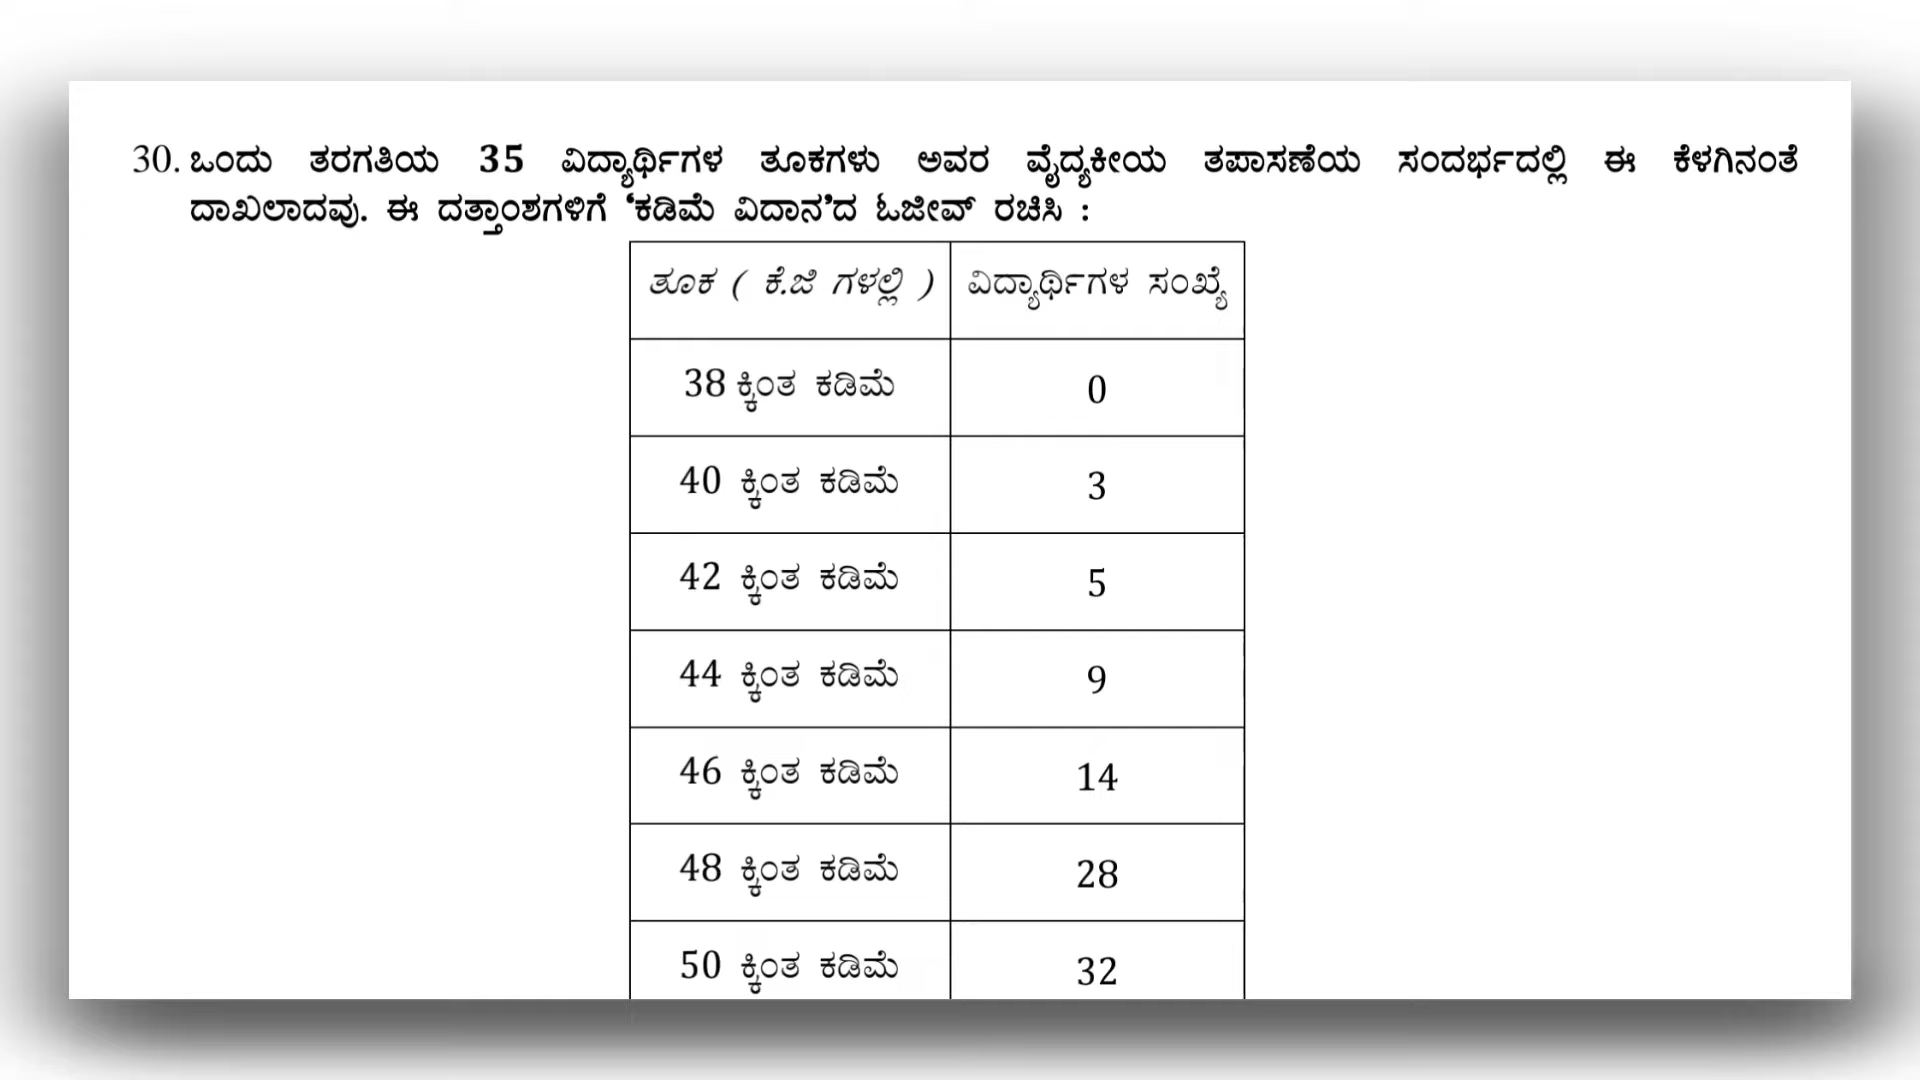 30. ಒಂದು ತರಗತಿಯ 35 ವಿದ್ಯಾರ್ಥಿಗಳ ತೂಕಗಳು ಅವರ ವೈದ್ಯಕೀಯ ತಪಾಸಣೆಯ ಸಂದರ್ಭದಲ್ಲಿ ಈ ಕೆಳಗಿನಂತೆ
ದಾಖಲಾದವು. ಈ ದತ್ತಾಂಶಗಳಿಗೆ ‘ಕಡಿಮೆ ವಿದಾನ’ದ ಓಜೀವ್ ರಚಿಸಿ :
ತೂಕ ( ಕೆ.ಜಿ ಗಳಲ್ಲಿ ) ವಿದ್ಯಾರ್ಥಿಗಳ ಸಂಖ್ಯೆ
38 ಕ್ಕಿಂತ ಕಡಿಮೆ 0
40 ಕ್ಕಿಂತ ಕಡಿಮೆ 3
42 ಕ್ಕಿಂತ ಕಡಿಮೆ 5
44 ಕ್ಕಿಂತ ಕಡಿಮೆ 9
46 ಕ್ಕಿಂತ ಕಡಿಮೆ 14
48 ಕ್ಕಿಂತ ಕಡಿಮೆ 28
50 ಕ್ಕಿಂತ ಕಡಿಮೆ 32